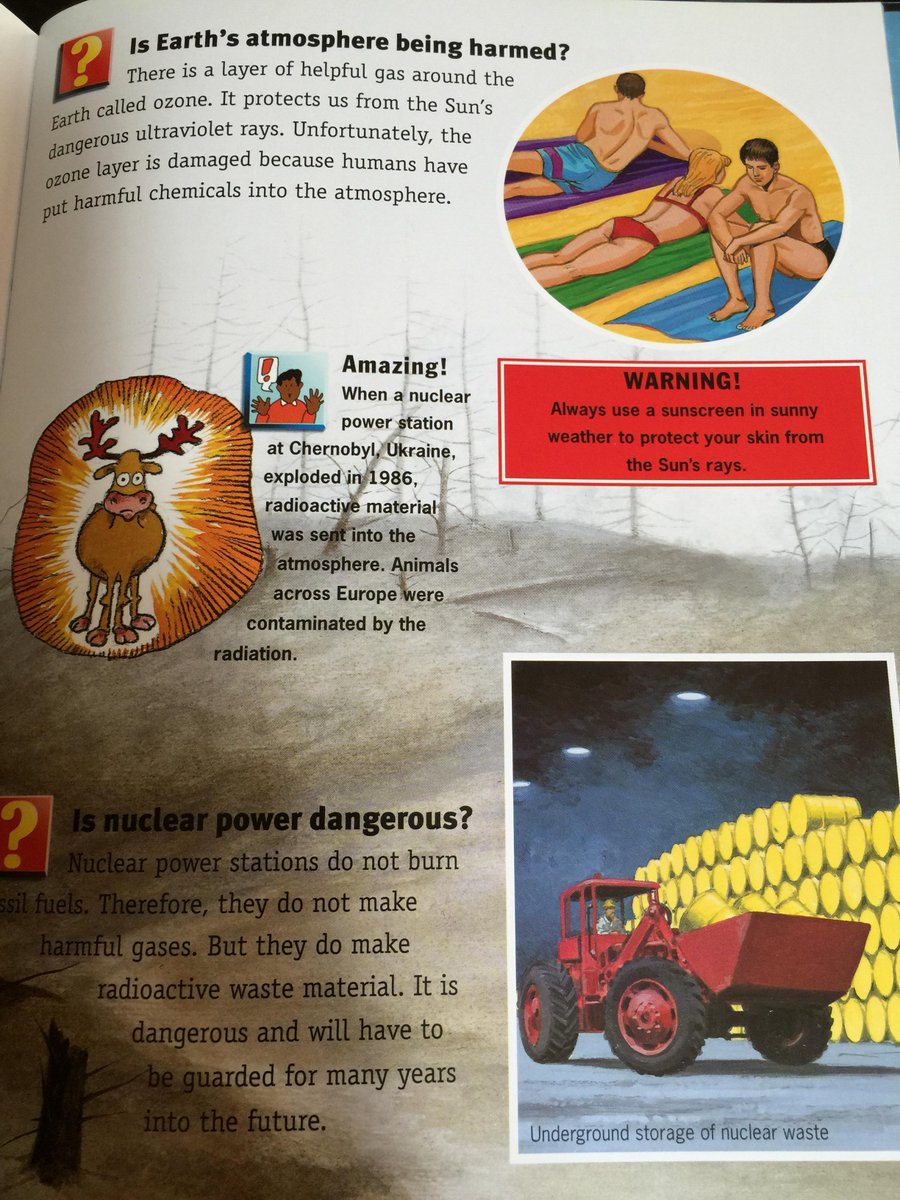 ?
Is Earth's atmosphere being harmed?
There is a layer of helpful gas around the
Earth called ozone. It protects us from the Sun's
dangerous ultraviolet rays. Unfortunately, the
ozone layer is damaged because humans have
put harmful chemicals into the atmosphere.
!
Amazing!
When a nuclear
power station
at Chernobyl, Ukraine,
exploded in 1986,
radioactive material
was sent into the
atmosphere. Animals
across Europe were
contaminated by the
radiation.
WARNING!
Always use a sunscreen in sunny
weather to protect your skin from
the Sun's rays.
?
Is nuclear power dangerous?
Nuclear power stations do not burn
ssil fuels. Therefore, they do not make
harmful gases. But they do make
radioactive waste material. It is
dangerous and will have to
be guarded for many years
into the future.
Underground storage of nuclear waste